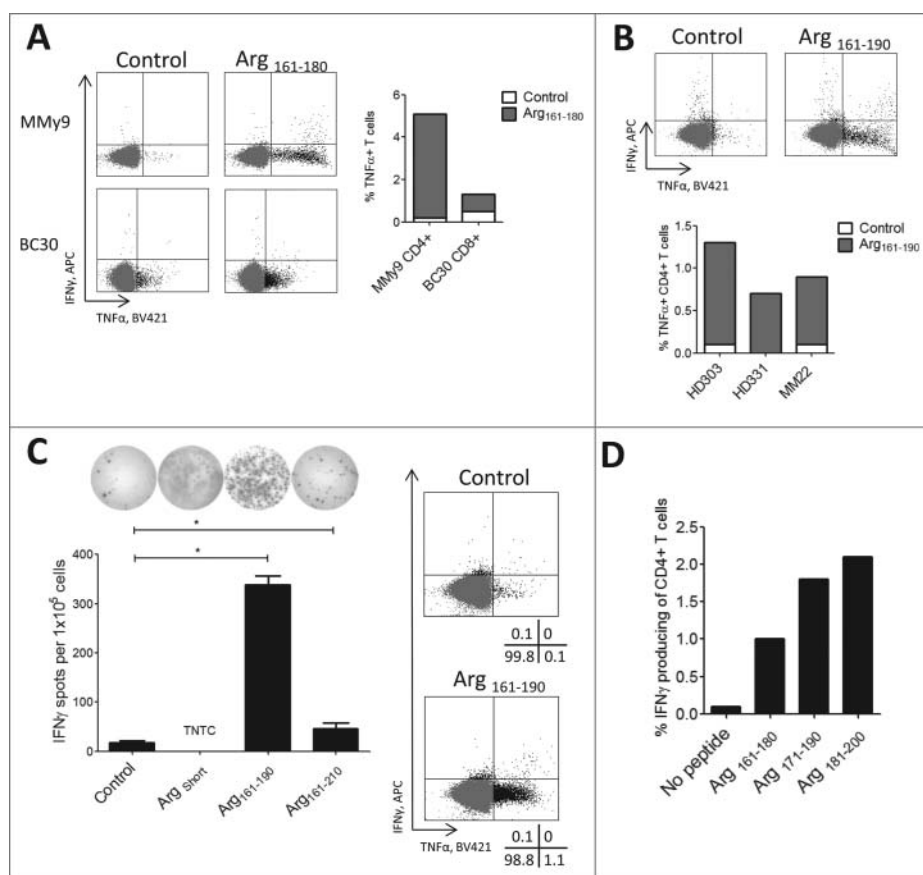 A
Control
Arg 161-180
MMy9
BC30
IFNγ, APC
TNFα, BV421
% TNFα+ T cells
6
4
2
0
Control
Arg161-180
MMy9 CD4+
BC30 CD8+
B
Control
Arg 161-190
IFNγ, APC
TNFα, BV421
% TNFα+ CD4+ T cells
1.5
1.0
0.5
0.0
Control
Arg161-190
HD303
HD331
MM22
C
*
*
IFNγ spots per 1x10⁵ cells
400
300
200
100
0
TNTC
Control
Arg Short
Arg161-190
Arg161-210
Control
0.1 0
99.8 0.1
Arg 161-190
IFNγ, APC
TNFα, BV421
0.1 0
98.8 1.1
D
% IFNγ producing of CD4+ T cells
2.5
2.0
1.5
1.0
0.5
0.0
No peptide
Arg 161-180
Arg 171-190
Arg 181-200